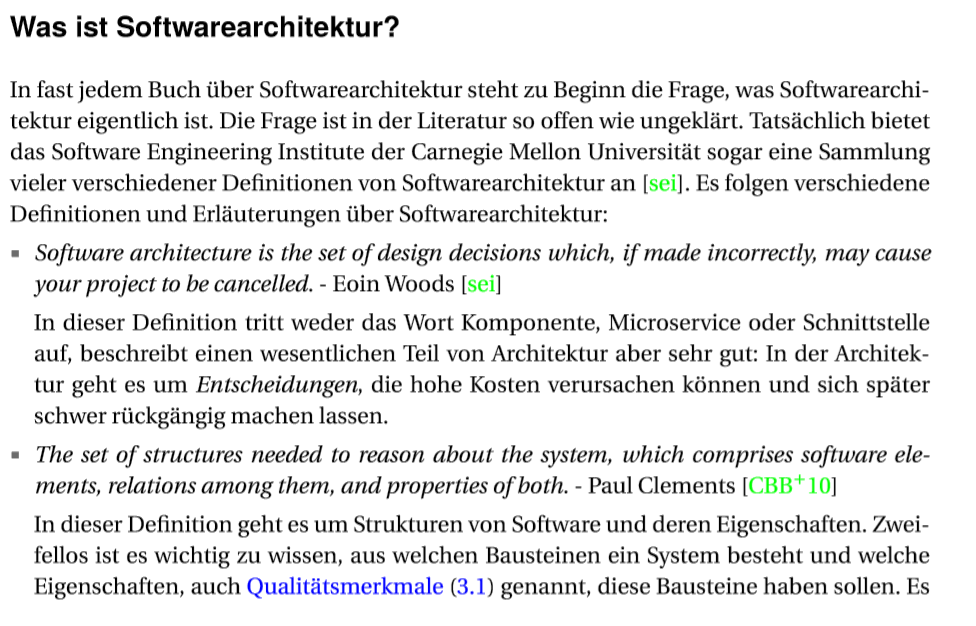 Was ist Softwarearchitektur?
In fast jedem Buch über Softwarearchitektur steht zu Beginn die Frage, was Softwarearchi-
tektur eigentlich ist. Die Frage ist in der Literatur so offen wie ungeklärt. Tatsächlich bietet
das Software Engineering Institute der Carnegie Mellon Universität sogar eine Sammlung
vieler verschiedener Definitionen von Softwarearchitektur an [sei]. Es folgen verschiedene
Definitionen und Erläuterungen über Softwarearchitektur:
▪ Software architecture is the set of design decisions which, if made incorrectly, may cause
your project to be cancelled. - Eoin Woods [sei]
In dieser Definition tritt weder das Wort Komponente, Microservice oder Schnittstelle
auf, beschreibt einen wesentlichen Teil von Architektur aber sehr gut: In der Architek-
tur geht es um Entscheidungen, die hohe Kosten verursachen können und sich später
schwer rückgängig machen lassen.
▪ The set of structures needed to reason about the system, which comprises software ele-
ments, relations among them, and properties of both. - Paul Clements [CBB+10]
In dieser Definition geht es um Strukturen von Software und deren Eigenschaften. Zwei-
fellos ist es wichtig zu wissen, aus welchen Bausteinen ein System besteht und welche
Eigenschaften, auch Qualitätsmerkmale (3.1) genannt, diese Bausteine haben sollen. Es